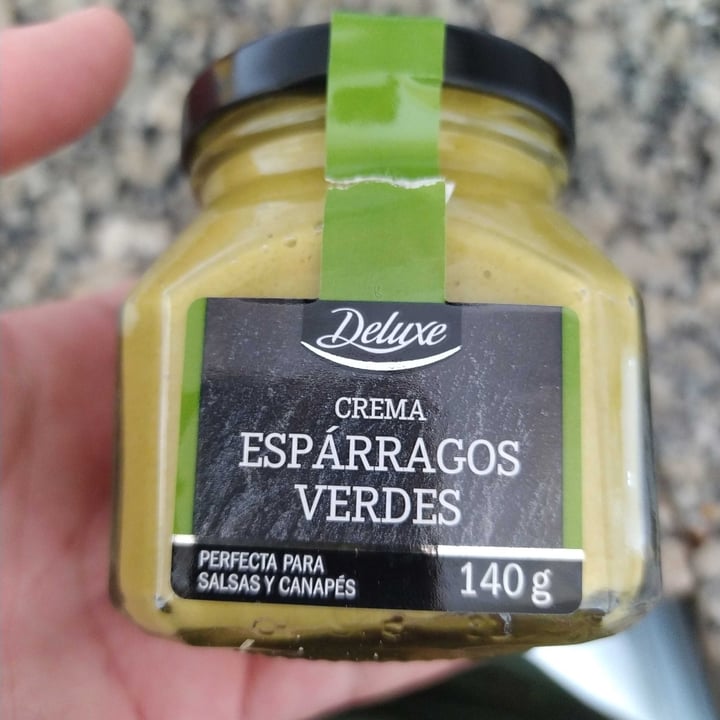 Deluxe
CREMA
ESPÁRRAGOS
VERDES
PERFECTA PARA
SALSAS Y CANAPÉS
140 g